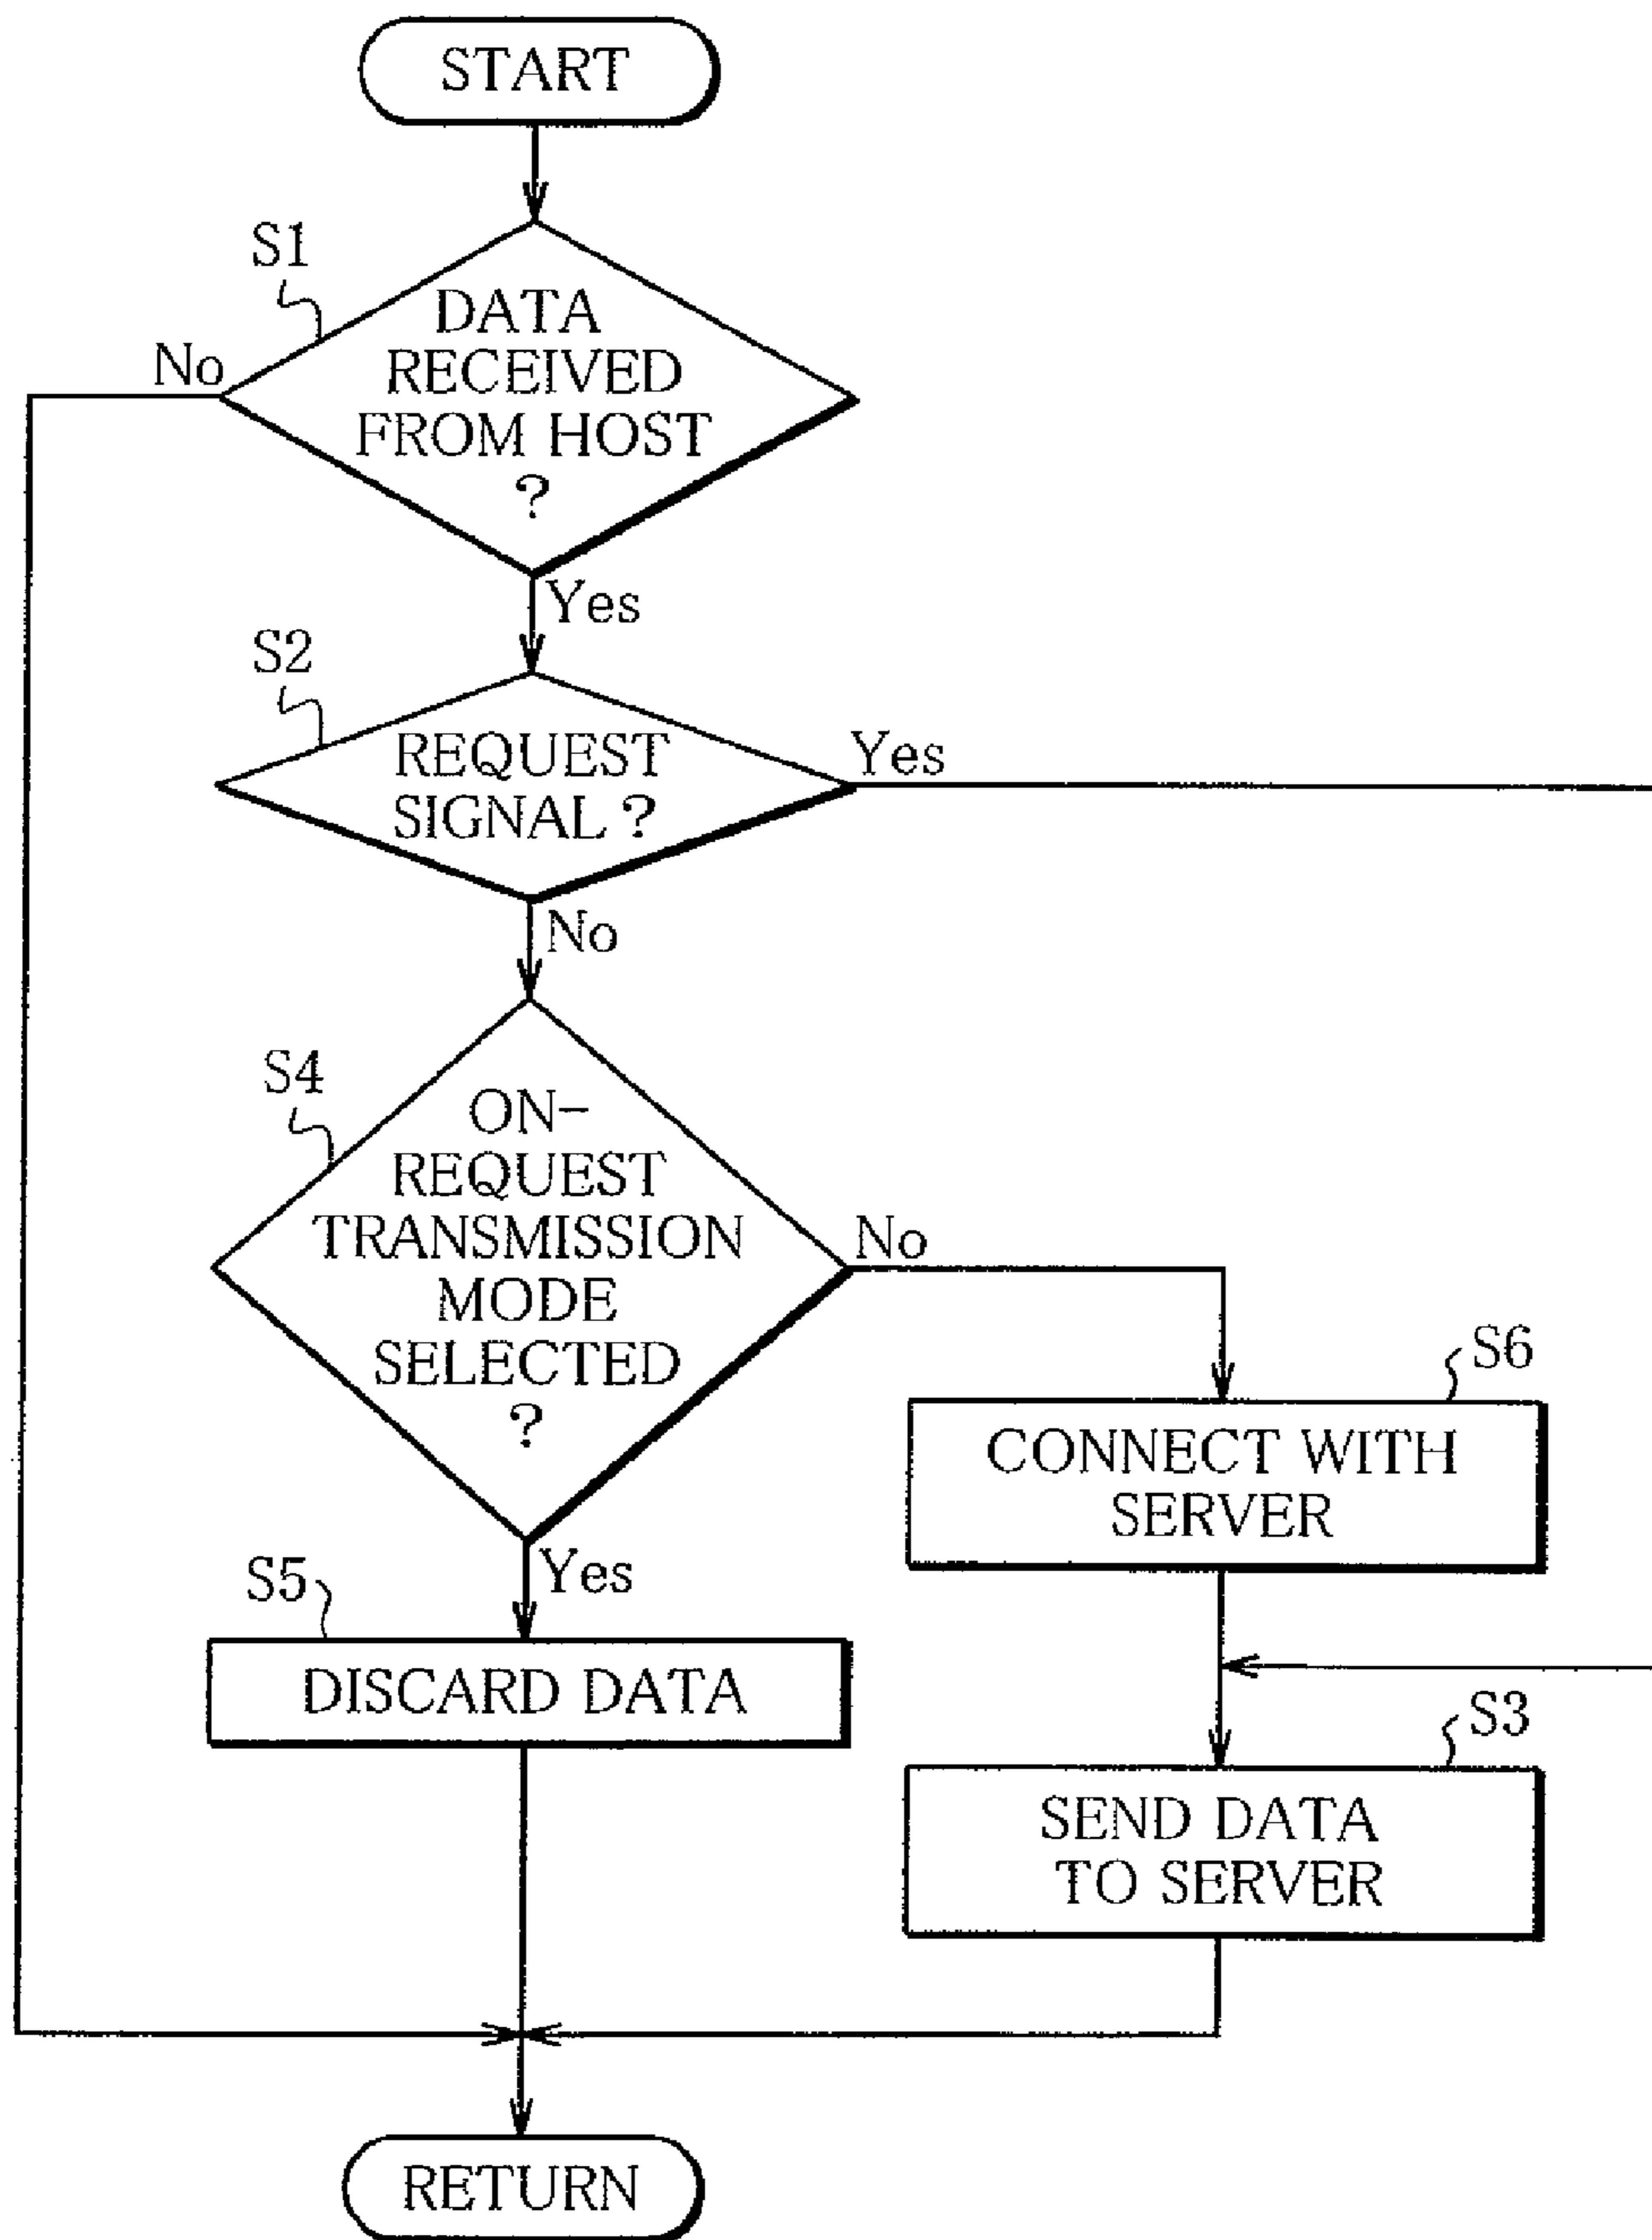 START
S1
DATA
RECEIVED
FROM HOST
?
No
Yes
S2
REQUEST
SIGNAL ?
Yes
No
S4
ON-
REQUEST
TRANSMISSION
MODE
SELECTED
?
No
Yes
S6
CONNECT WITH
SERVER
S5
DISCARD DATA
S3
SEND DATA
TO SERVER
RETURN